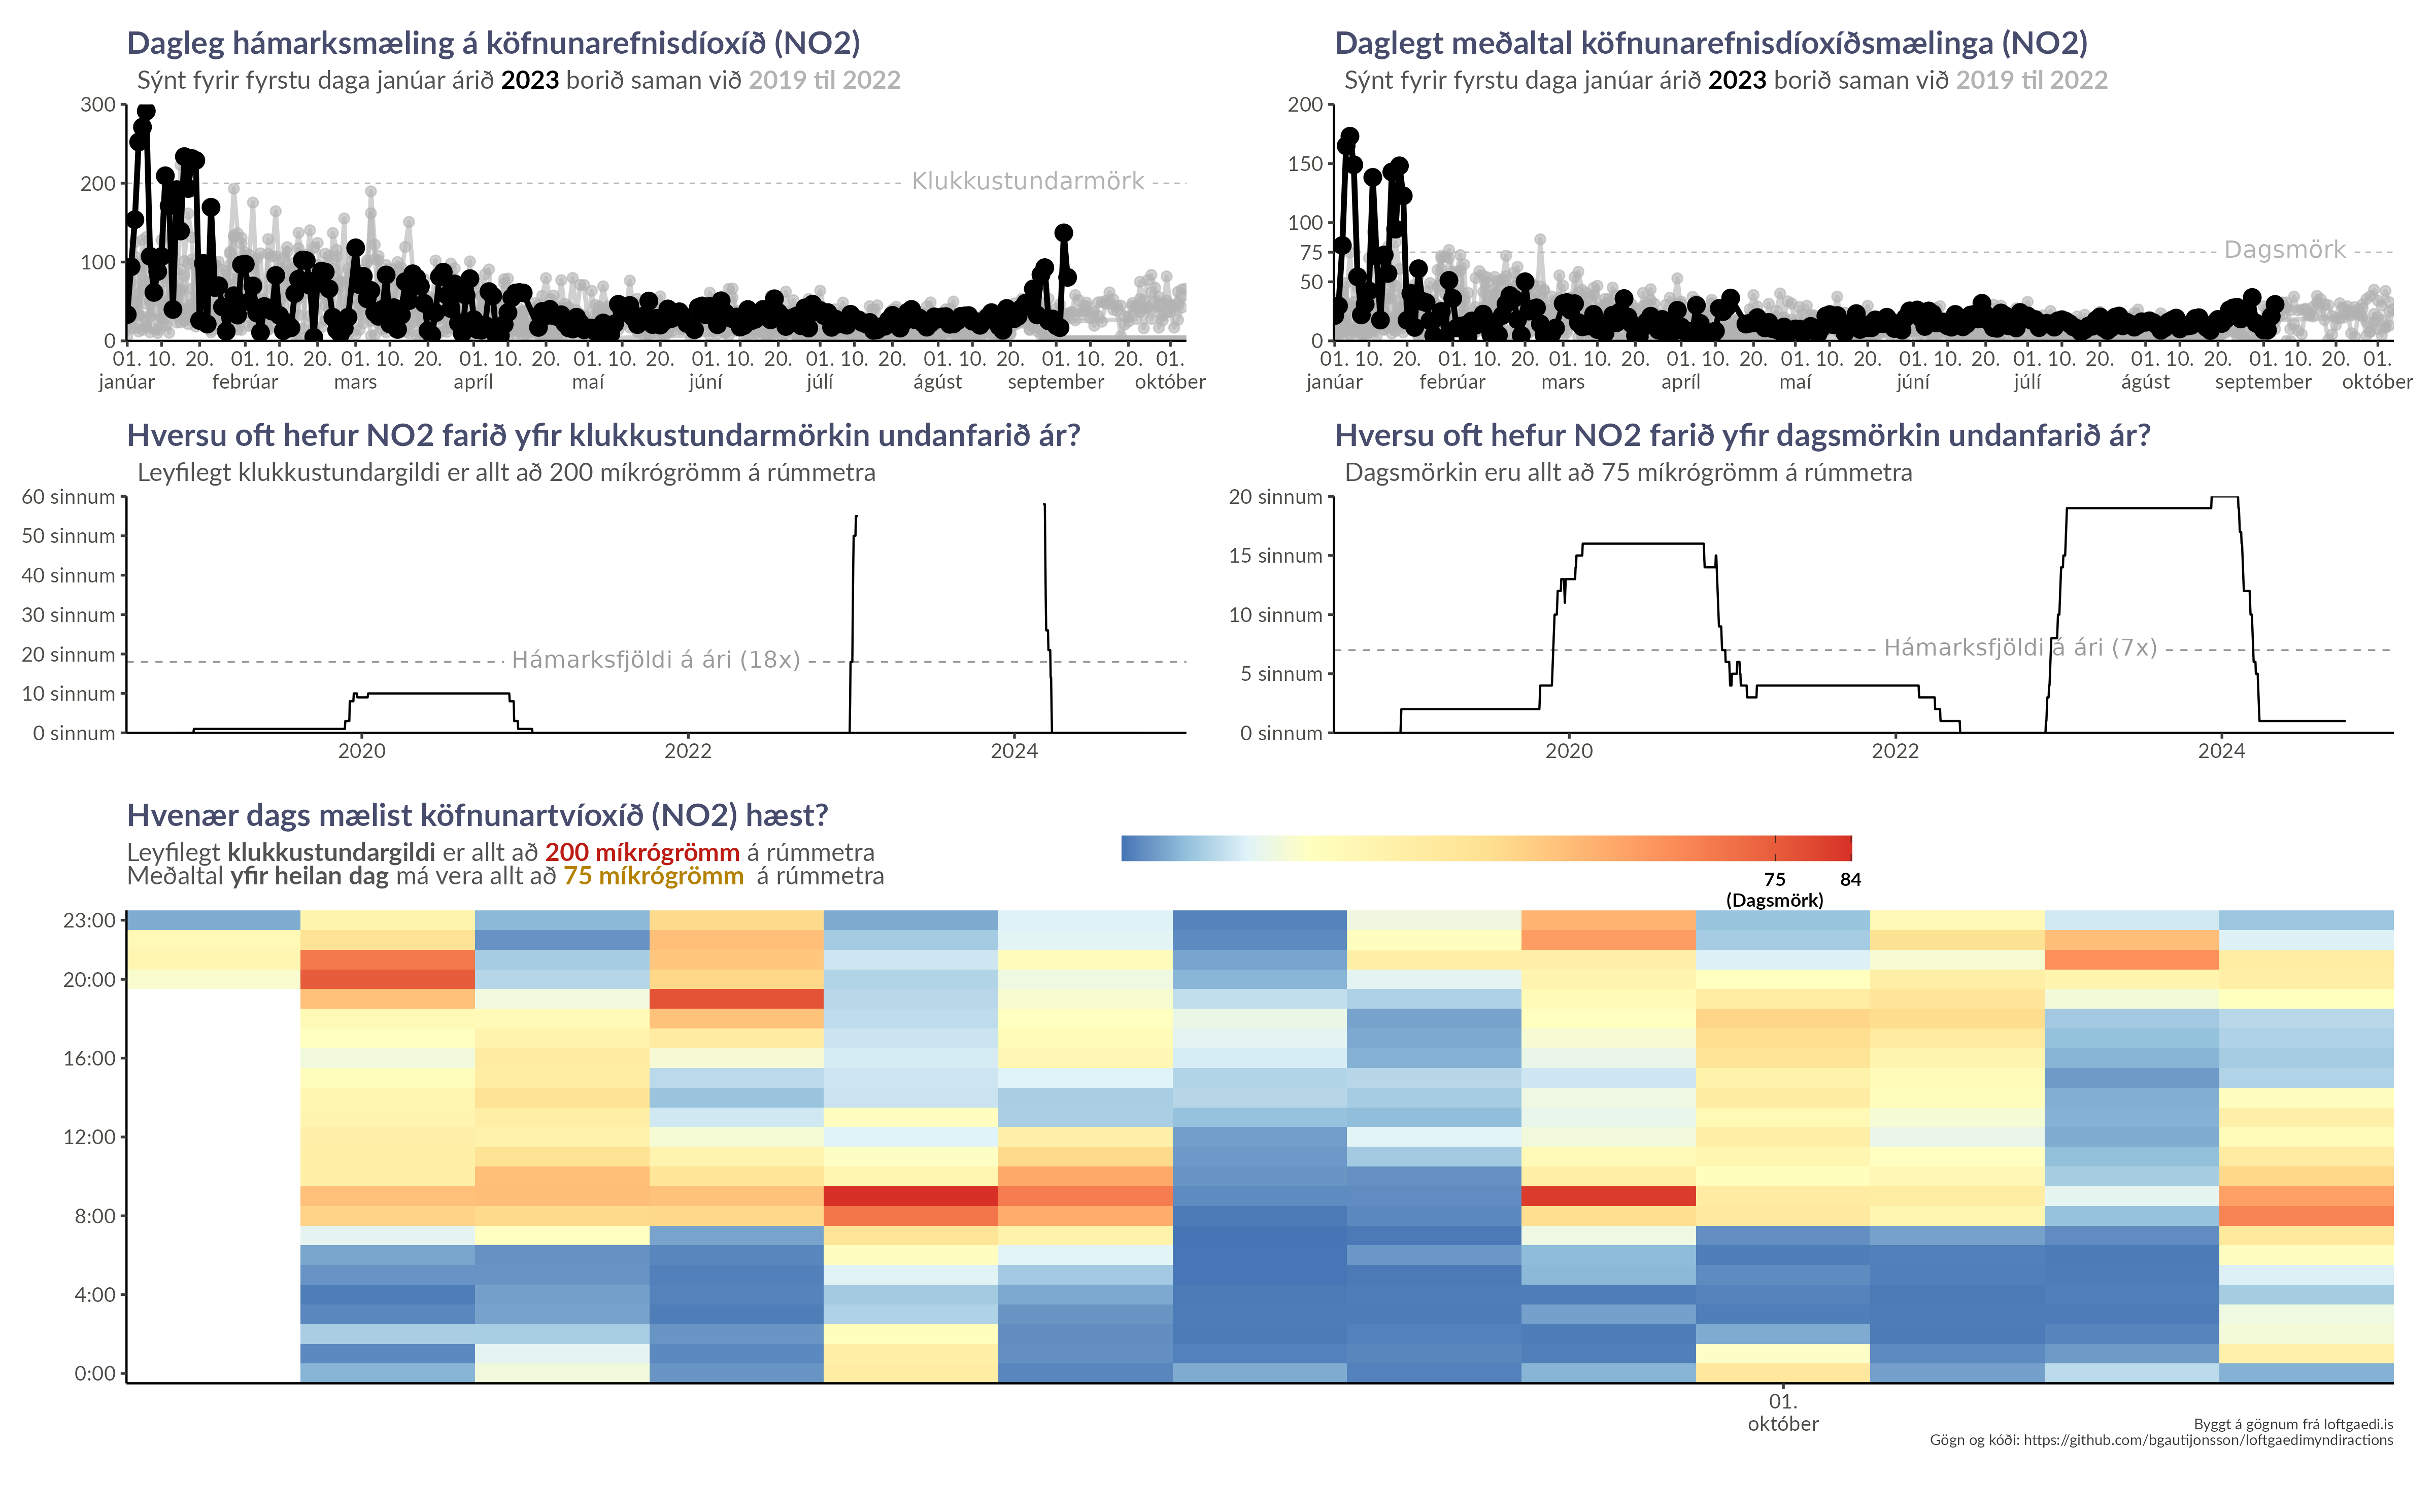 Dagleg hámarksmæling á köfnunarefnisdíoxíð (NO2)
Sýnt fyrir fyrstu daga janúar árið 2023 borið saman við 2019 til 2022
300
200
100
0
Klukkustundarmörk
01. 10. 20. 01. 10. 20. 01. 10. 20. 01. 10. 20. 01. 10. 20. 01. 10. 20. 01. 10. 20. 01. 10. 20. 01. 10. 20. 01.
janúar febrúar mars apríl maí júní júlí ágúst september október
Daglegt meðaltal köfnunarefnisdíoxíðsmælinga (NO2)
Sýnt fyrir fyrstu daga janúar árið 2023 borið saman við 2019 til 2022
200
150
100
75
50
0
Dagsmörk
01. 10. 20. 01. 10. 20. 01. 10. 20. 01. 10. 20. 01. 10. 20. 01. 10. 20. 01. 10. 20. 01. 10. 20. 01. 10. 20. 01.
janúar febrúar mars apríl maí júní júlí ágúst september október
Hversu oft hefur NO2 farið yfir klukkustundarmörkin undanfarið ár?
Leyfilegt klukkustundargildi er allt að 200 míkrógrömm á rúmmetra
60 sinnum
50 sinnum
40 sinnum
30 sinnum
20 sinnum
10 sinnum
0 sinnum
Hámarksfjöldi á ári (18x)
2020 2022 2024
Hversu oft hefur NO2 farið yfir dagsmörkin undanfarið ár?
Dagsmörkin eru allt að 75 míkrógrömm á rúmmetra
20 sinnum
15 sinnum
10 sinnum
5 sinnum
0 sinnum
Hámarksfjöldi á ári (7x)
2020 2022 2024
Hvenær dags mælist köfnunartvíoxíð (NO2) hæst?
Leyfilegt klukkustundargildi er allt að 200 míkrógrömm á rúmmetra
Meðaltal yfir heilan dag má vera allt að 75 míkrógrömm á rúmmetra
75 84
(Dagsmörk)
23:00
20:00
16:00
12:00
8:00
4:00
0:00
01.
október
Byggt á gögnum frá loftgaedi.is
Gögn og kóði: https://github.com/bgautijonsson/loftgaedimyndiractions